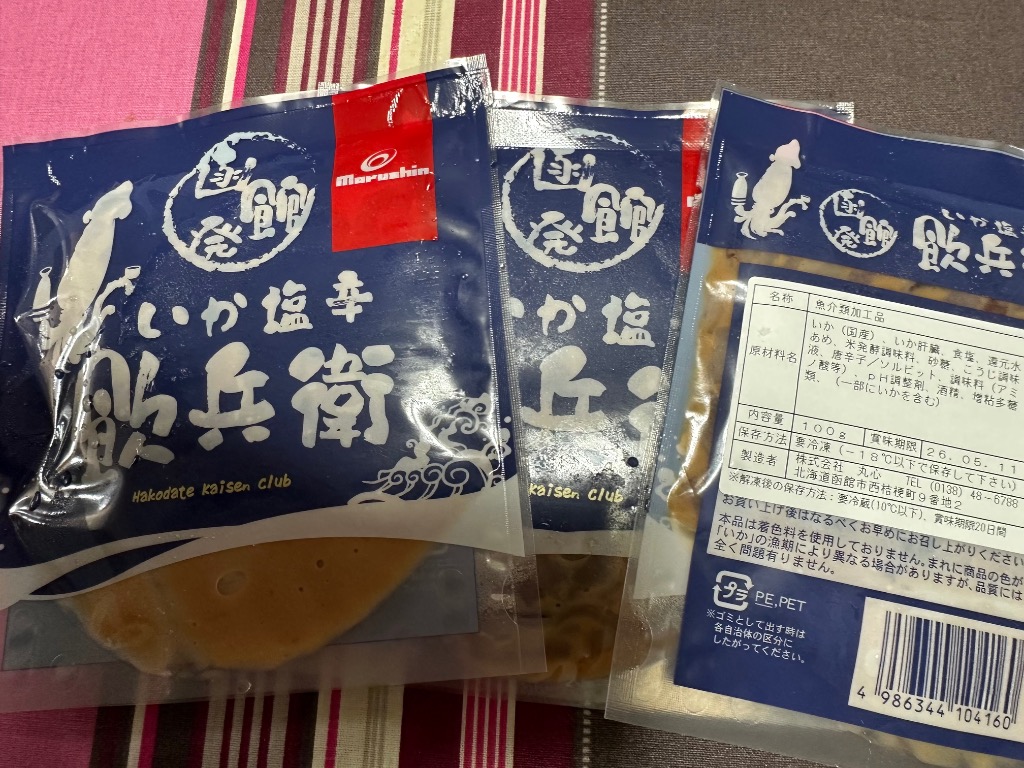 函館発
Marushin
いか塩辛
飲兵衛
Hakodate Kaisen Club
函館発
か塩
兵
Kaisen Club
函館発
いか塩辛
飲兵
名称
魚介類加工品
原材料名
いか（国産）、いか肝臓、食塩、還元水
あめ、米発酵調味料、砂糖、こうじ調味
液、唐辛子／ソルビット、調味料（アミ
ノ酸等）、pH調整剤、酒精、増粘多糖
類、（一部にいかを含む）
内容量
100g
賞味期限
26.05.11
保存方法
要冷凍（-18℃以下で保存して下さい）
製造者
株式会社 丸心 TEL (0138) 48-6788
北海道函館市西桔梗町9番地2
※解凍後の保存方法：要冷蔵(10℃以下)、賞味期限20日間
お買い上げ後はなるべくお早めにお召し上がりください
本品は着色料を使用しておりません。まれに商品の色が
「いか」の漁期により異なる場合がありますが、品質には
全く問題有りません。
プラ
PE,PET
※ゴミとして出す時は
各自治体の区分に
したがってください。
4 986344 104160